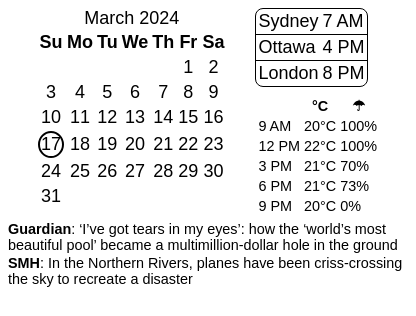 March 2024
Su Mo Tu We Th Fr Sa
1 2
3 4 5 6 7 8 9
10 11 12 13 14 15 16
17 18 19 20 21 22 23
24 25 26 27 28 29 30
31
Sydney 7 AM
Ottawa 4 PM
London 8 PM
°C ☂
9 AM 20°C 100%
12 PM 22°C 100%
3 PM 21°C 70%
6 PM 21°C 73%
9 PM 20°C 0%
Guardian: ‘I’ve got tears in my eyes’: how the ‘world’s most
beautiful pool’ became a multimillion-dollar hole in the ground
SMH: In the Northern Rivers, planes have been criss-crossing
the sky to recreate a disaster